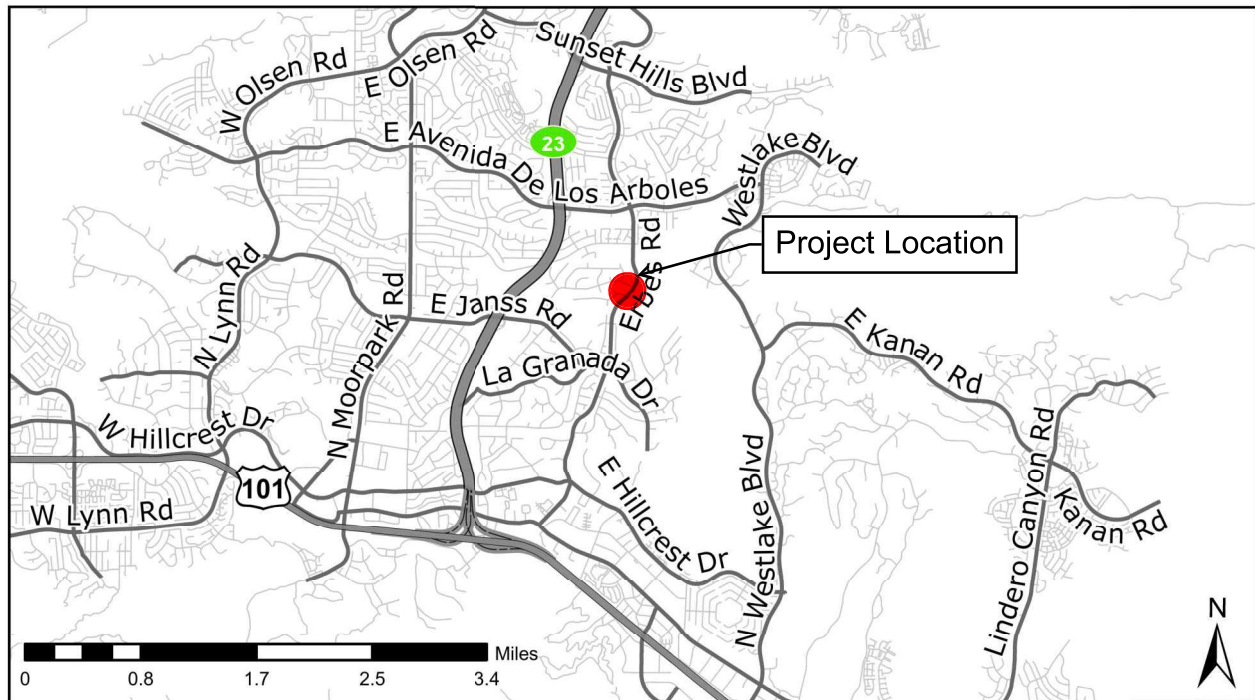 Sunset Hills Blvd
E Olsen Rd
W Olsen Rd
23
E Avenida De Los Arboles
Westlake Blvd
Project Location
Erbes Rd
N Lynn Rd
N Moorpark Rd
E Janss Rd
La Granada Dr
E Kanan Rd
W Hillcrest Dr
101
W Lynn Rd
E Hillcrest Dr
N Westlake Blvd
Lindero Canyon Rd
Kanan Rd
N
Miles
0 0.8 1.7 2.5 3.4